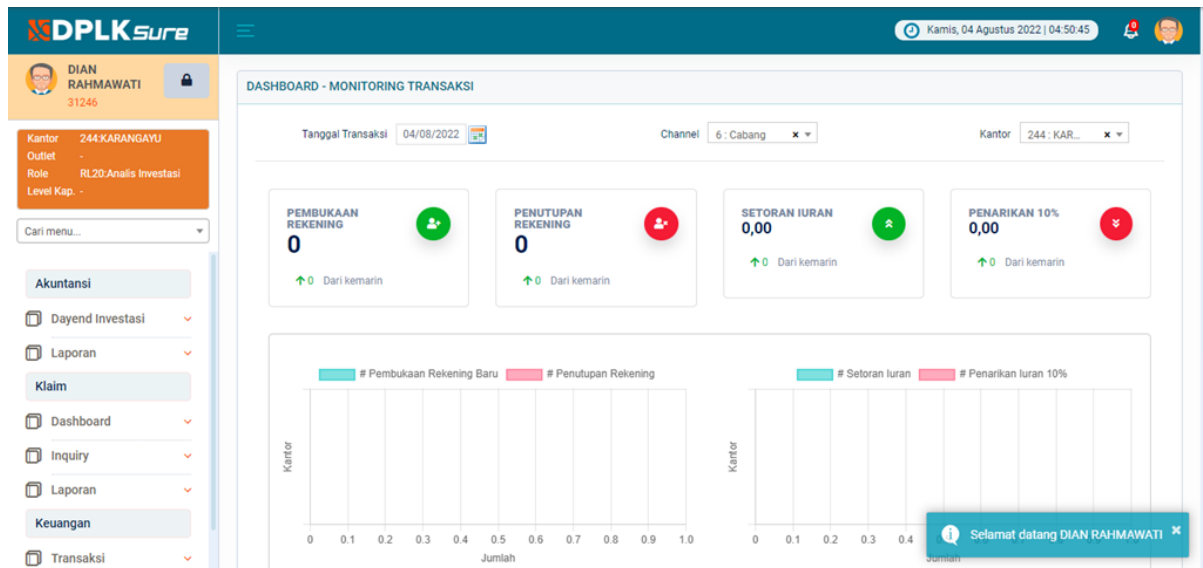 DPLKSure
Kamis, 04 Agustus 2022 | 04:50:45
DIAN
RAHMAWATI
31246
Kantor 244:KARANGAYU
Outlet -
Role RL20:Analis Investasi
Level Kap. -
Cari menu...
Akuntansi
Dayend Investasi
Laporan
Klaim
Dashboard
Inquiry
Laporan
Keuangan
Transaksi
DASHBOARD - MONITORING TRANSAKSI
Tanggal Transaksi 04/08/2022 Channel 6 : Cabang x Kantor 244 : KAR... x
PEMBUKAAN
REKENING
0
0 Dari kemarin
PENUTUPAN
REKENING
0
0 Dari kemarin
SETORAN IURAN
0,00
0 Dari kemarin
PENARIKAN 10%
0,00
0 Dari kemarin
# Pembukaan Rekening Baru # Penutupan Rekening
Kantor
0 0.1 0.2 0.3 0.4 0.5 0.6 0.7 0.8 0.9 1.0
Jumlah
# Setoran Iuran # Penarikan Iuran 10%
Kantor
0 0.1 0.2 0.3 0.4
Jumlah
Selamat datang DIAN RAHMAWATI ×